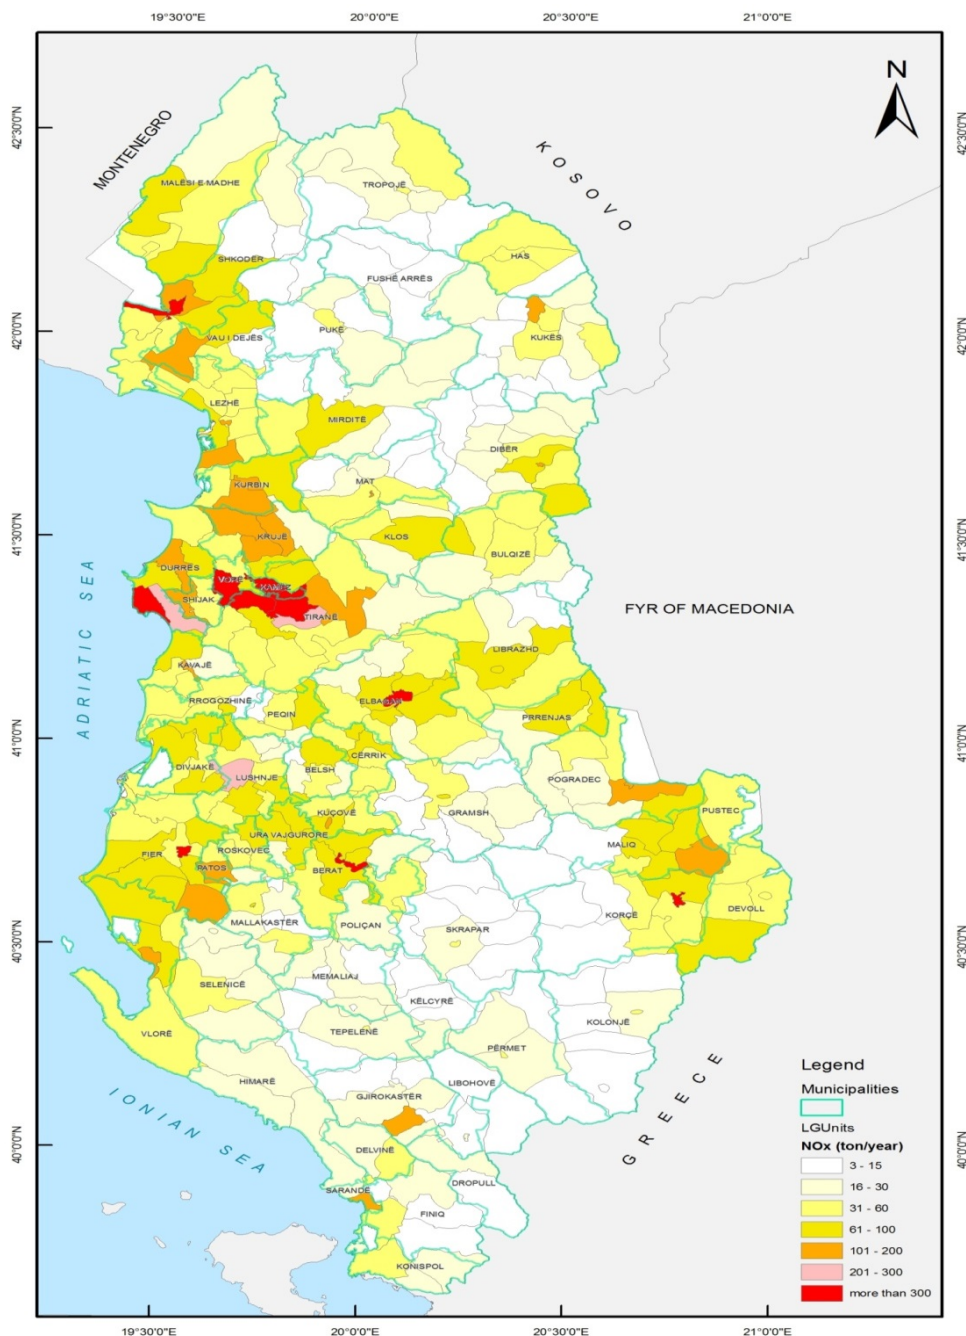 19°30'0"E
20°0'0"E
20°30'0"E
21°0'0"E
N
42°30'0"N
42°30'0"N
MONTENEGRO
KOSOVO
MALËSI E MADHE
TROPOJË
SHKODËR
HAS
FUSHË ARRËS
42°0'0"N
42°0'0"N
PUKË
VAU I DEJËS
KUKËS
LEZHË
MIRDITË
DIBËR
MAT
KURBIN
41°30'0"N
41°30'0"N
KRUJË
KLOS
BULQIZË
DURRËS
VORË
KAMËZ
SHIJAK
TIRANË
FYR OF MACEDONIA
ADRIATIC SEA
LIBRAZHD
KAVAJË
RROGOZHINË
ELBASAN
PEQIN
PRRENJAS
41°0'0"N
41°0'0"N
CËRRIK
DIVJAKË
BELSH
LUSHNJE
POGRADEC
KUÇOVË
GRAMSH
PUSTEC
URA VAJGURORE
MALIQ
FIER
ROSKOVEC
PATOS
BERAT
DEVOLL
KORÇË
MALLAKASTËR
POLIÇAN
SKRAPAR
40°30'0"N
40°30'0"N
SELENICË
MEMALIAJ
KËLCYRË
KOLONJË
VLORË
TEPELENË
PËRMET
HIMARË
LIBOHOVË
GJIROKASTËR
IONIAN SEA
GREECE
40°0'0"N
40°0'0"N
DELVINË
SARANDË
DROPULL
FINIQ
KONISPOL
Legend
Municipalities
LGUnits
NOx (ton/year)
3 - 15
16 - 30
31 - 60
61 - 100
101 - 200
201 - 300
more than 300
19°30'0"E
20°0'0"E
20°30'0"E
21°0'0"E